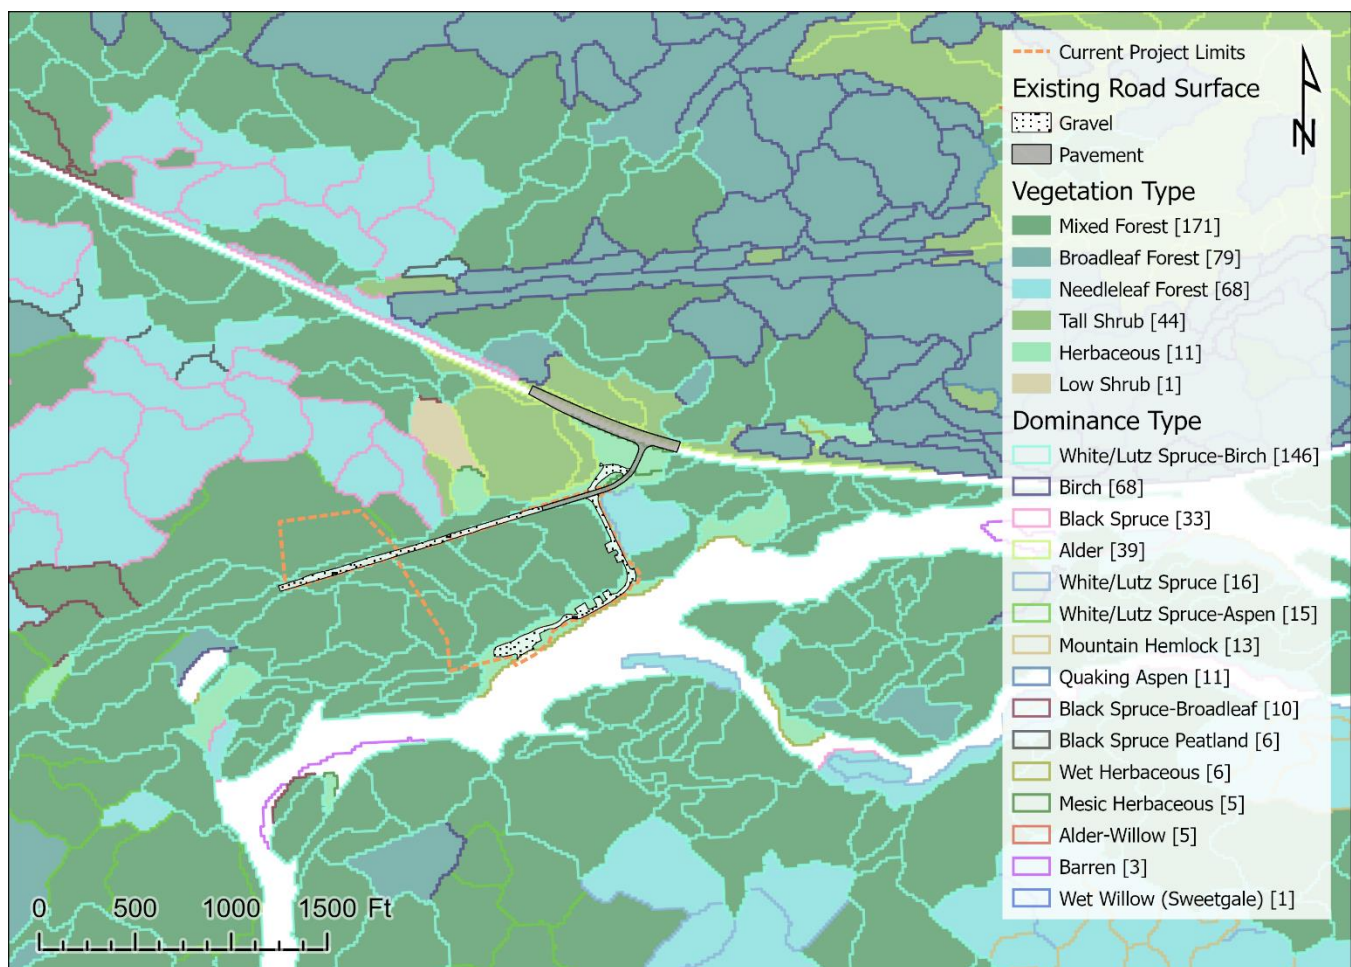 Current Project Limits
Existing Road Surface
Gravel
Pavement
N
Vegetation Type
Mixed Forest [171]
Broadleaf Forest [79]
Needleleaf Forest [68]
Tall Shrub [44]
Herbaceous [11]
Low Shrub [1]
Dominance Type
White/Lutz Spruce-Birch [146]
Birch [68]
Black Spruce [33]
Alder [39]
White/Lutz Spruce [16]
White/Lutz Spruce-Aspen [15]
Mountain Hemlock [13]
Quaking Aspen [11]
Black Spruce-Broadleaf [10]
Black Spruce Peatland [6]
Wet Herbaceous [6]
Mesic Herbaceous [5]
Alder-Willow [5]
Barren [3]
Wet Willow (Sweetgale) [1]
0 500 1000 1500 Ft